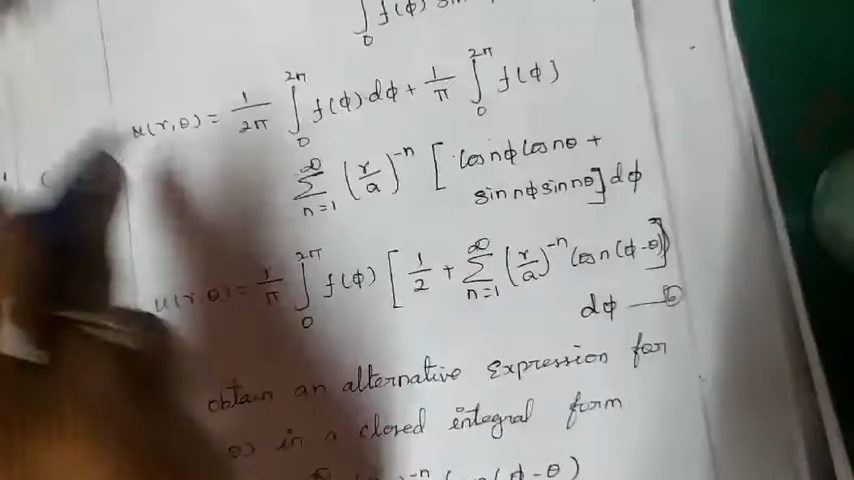 ∫₀ f(φ)
u(r,θ) = 1/2π ∫₀^2π f(φ) dφ + 1/π ∫₀^2π f(φ)
∑_{n=1}^∞ (r/a)^-n [cos nφ cos nθ +
sin nφ sin nθ] dφ
u(r,θ) = 1/π ∫₀^2π f(φ) [1/2 + ∑_{n=1}^∞ (r/a)^-n cos n(φ-θ)]
dφ —
obtain an alternative expression for
θ) in a closed integral form
)^-n cos n(φ-θ)